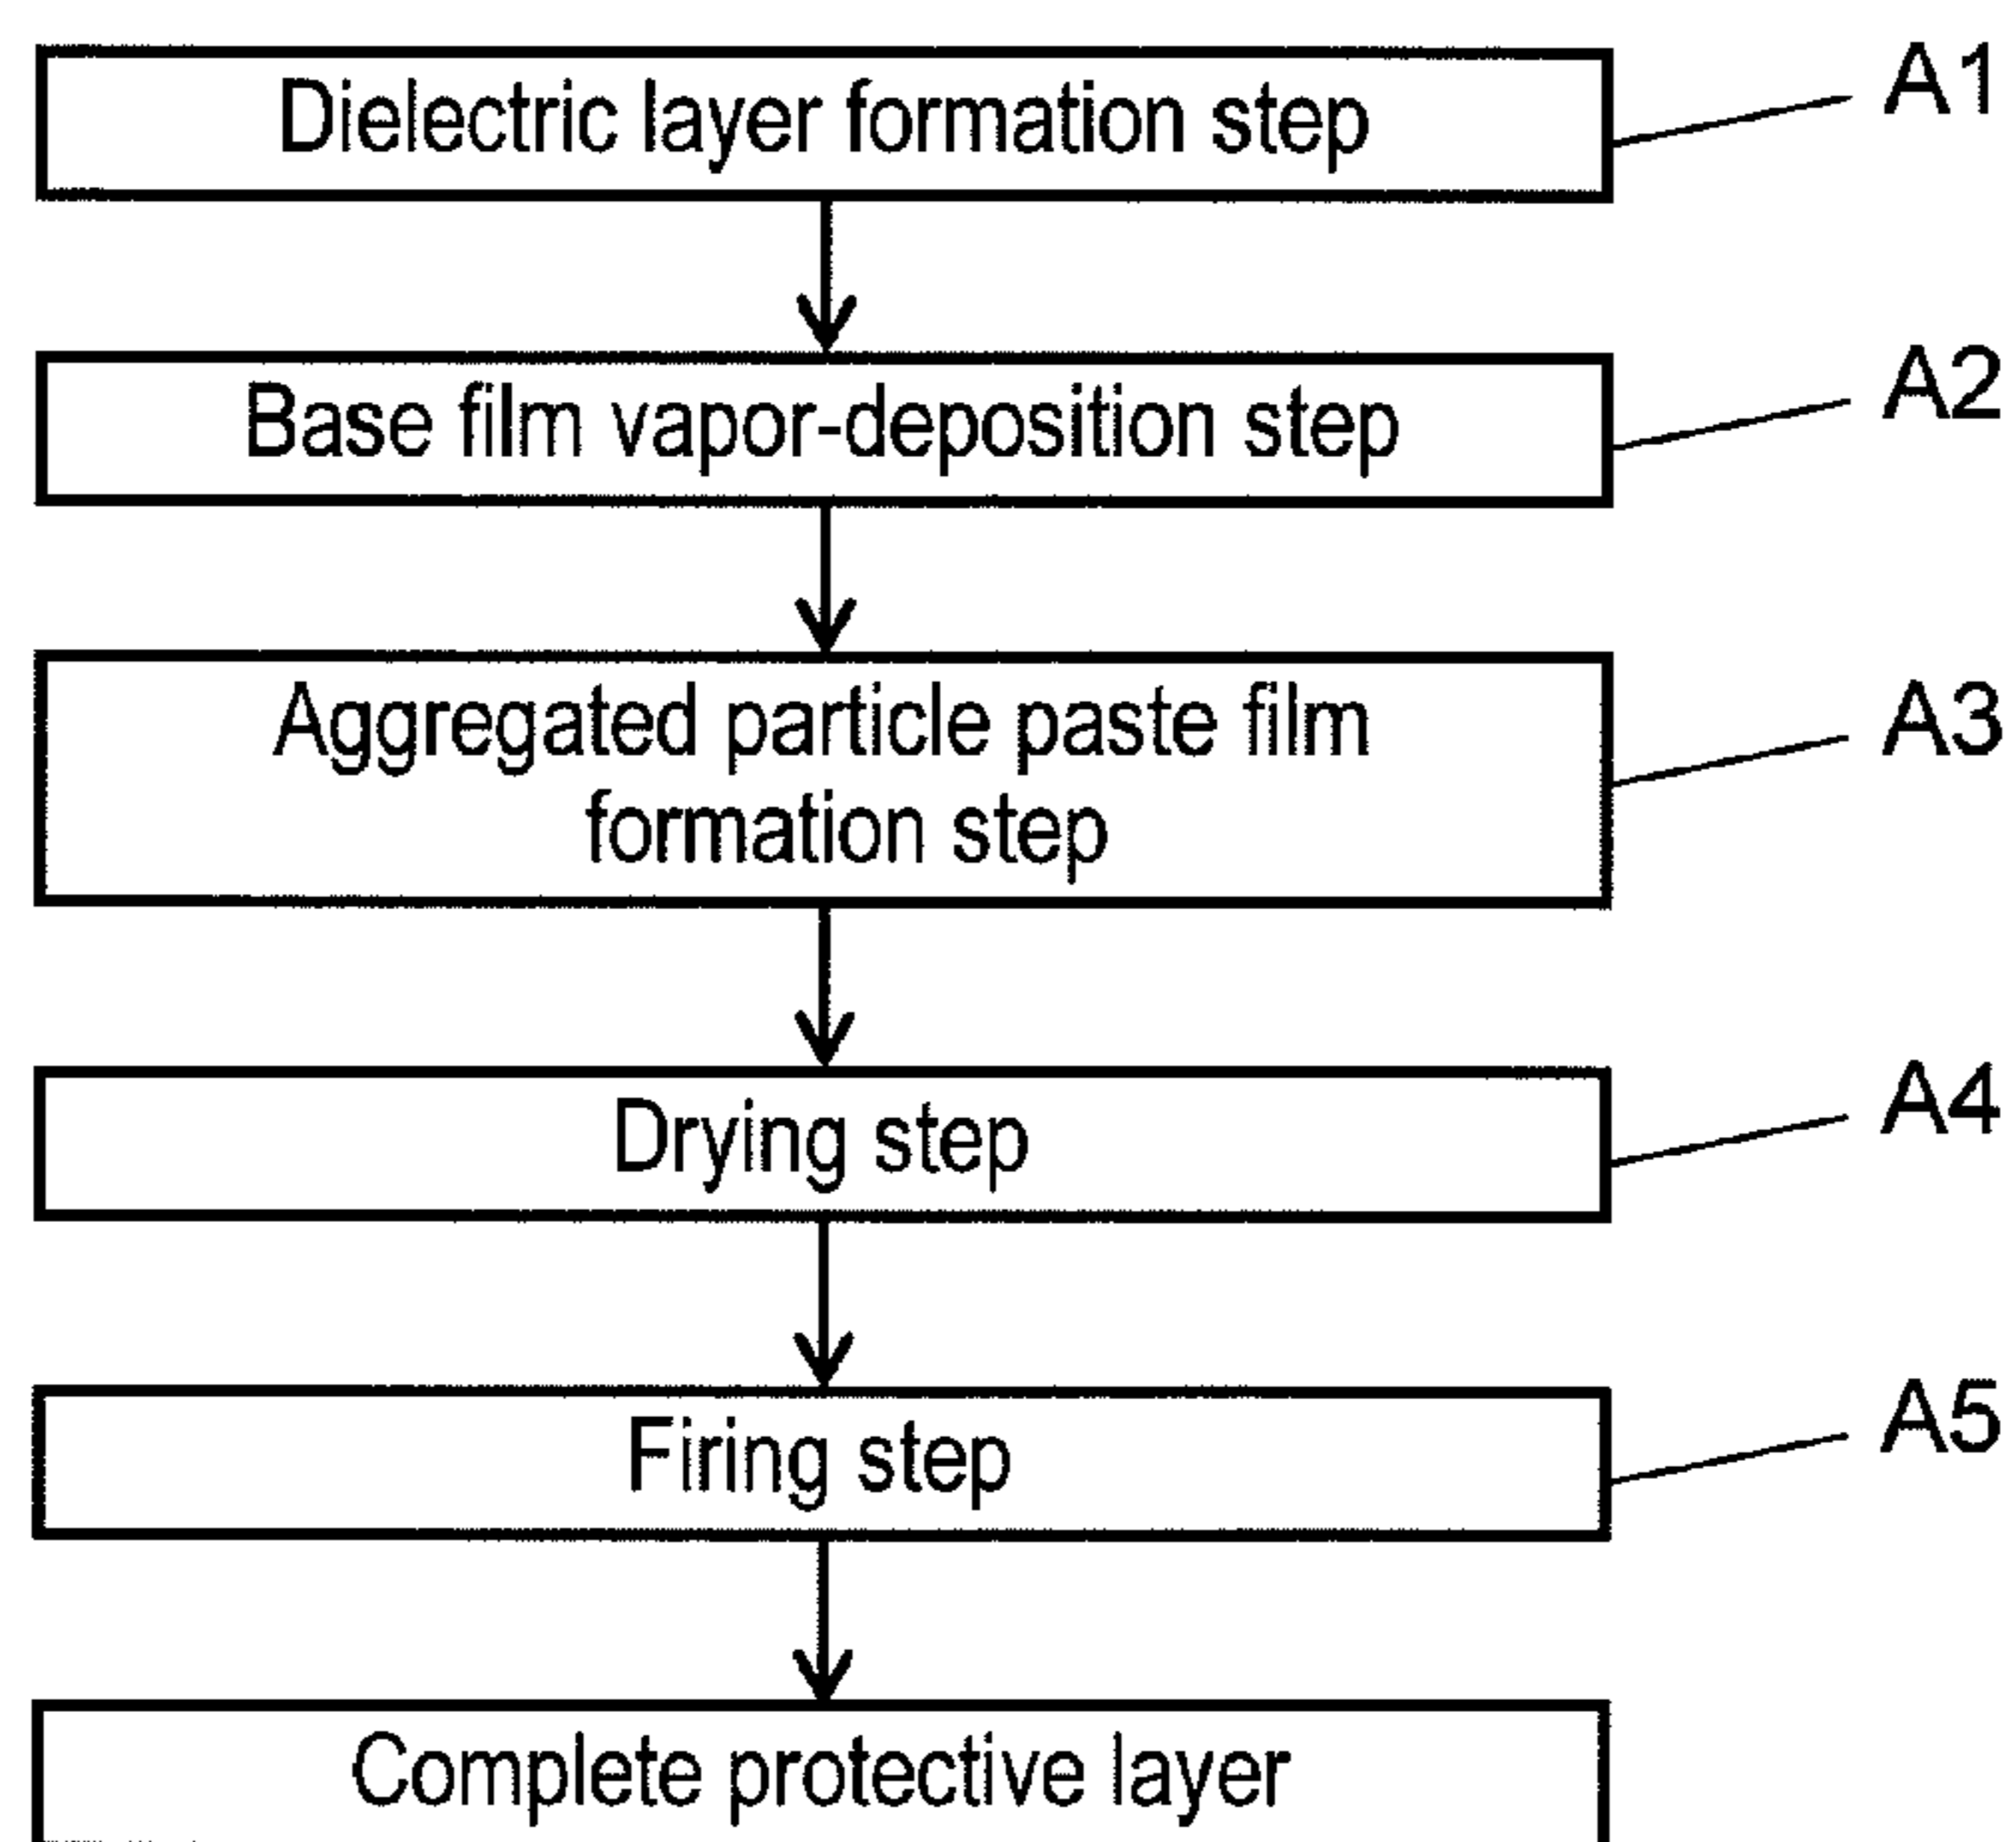 Dielectric layer formation step
A1
Base film vapor-deposition step
A2
Aggregated particle paste film
formation step
A3
Drying step
A4
Firing step
A5
Complete protective layer